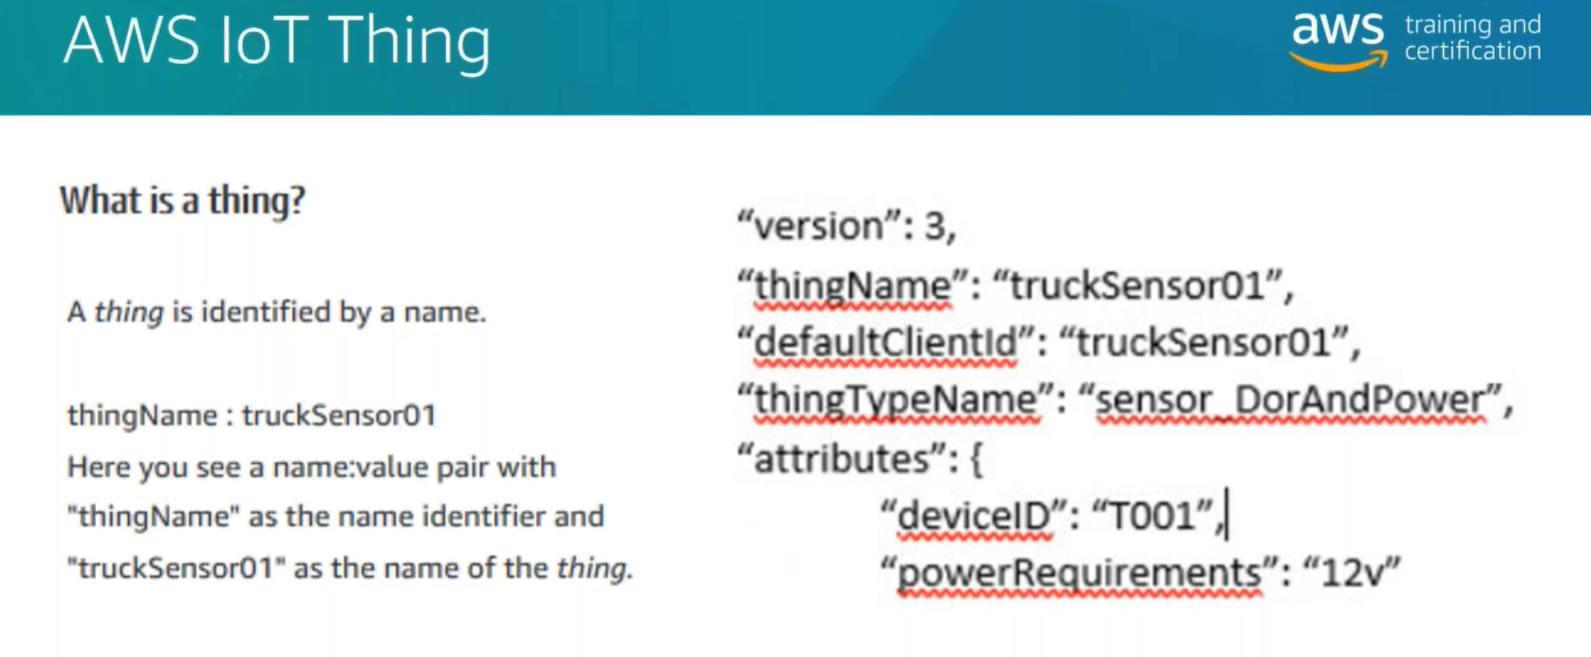 AWS IoT Thing
aws training and
certification
What is a thing?
A thing is identified by a name.
thingName : truckSensor01
Here you see a name:value pair with
"thingName" as the name identifier and
"truckSensor01" as the name of the thing.
“version”: 3,
“thingName”: “truckSensor01”,
“defaultClientId”: “truckSensor01”,
“thingTypeName”: “sensor_DorAndPower”,
“attributes”: {
“deviceID”: “T001”,
“powerRequirements”: “12v”